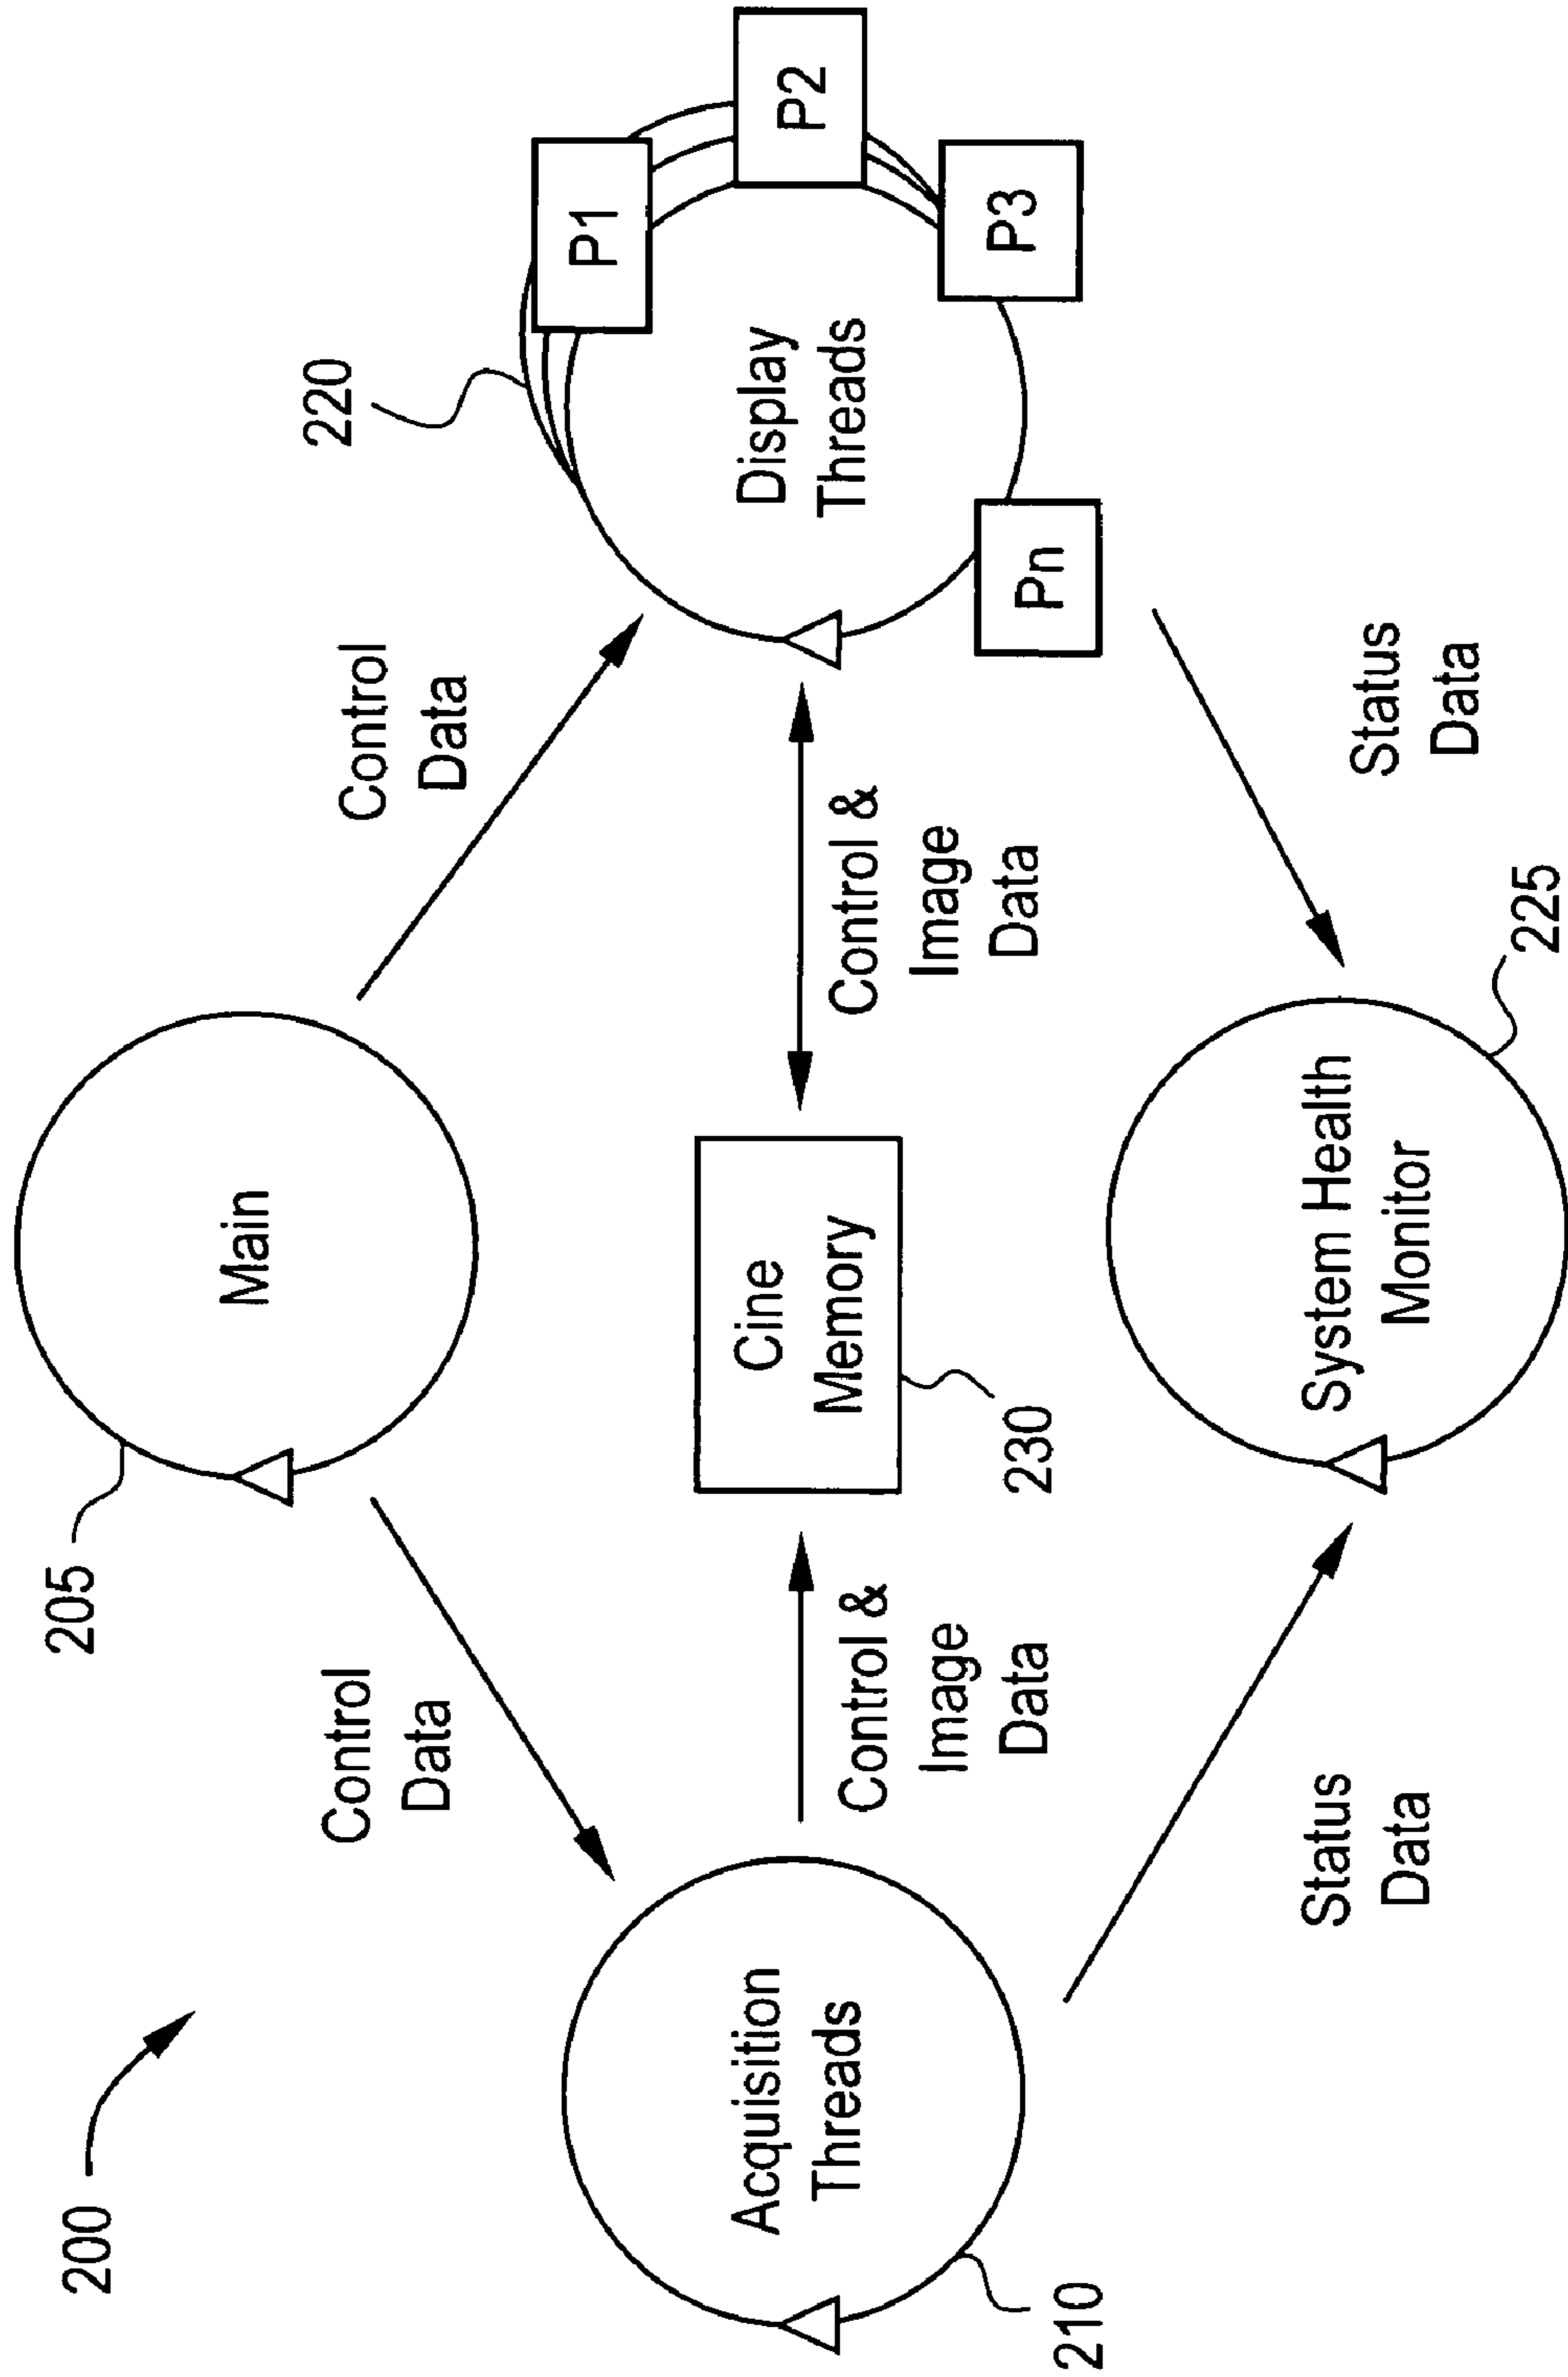 200
205
Main
220
Control
Data
Control
Data
P1
P2
P3
Pn
Display
Threads
Acquisition
Threads
210
Control &
Image
Data
Cine
Memory
230
Control &
Image
Data
Status
Data
System Health
Monitor
225
Status
Data